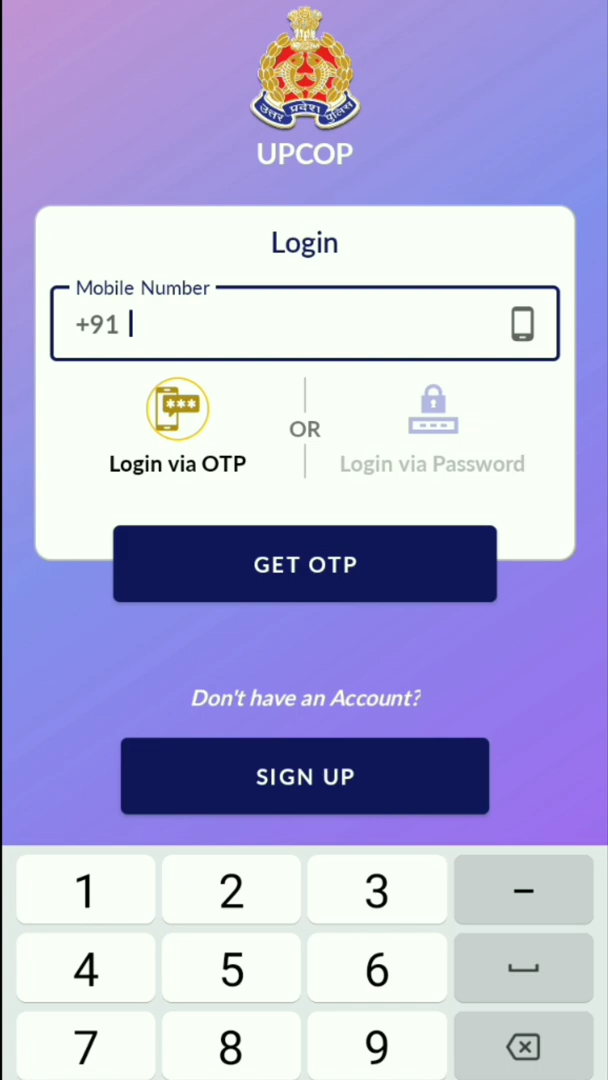 उत्तर प्रदेश पुलिस
UPCOP
Login
Mobile Number
+91
***
Login via OTP
OR
Login via Password
GET OTP
Don't have an Account?
SIGN UP
1 2 3 −
4 5 6
7 8 9